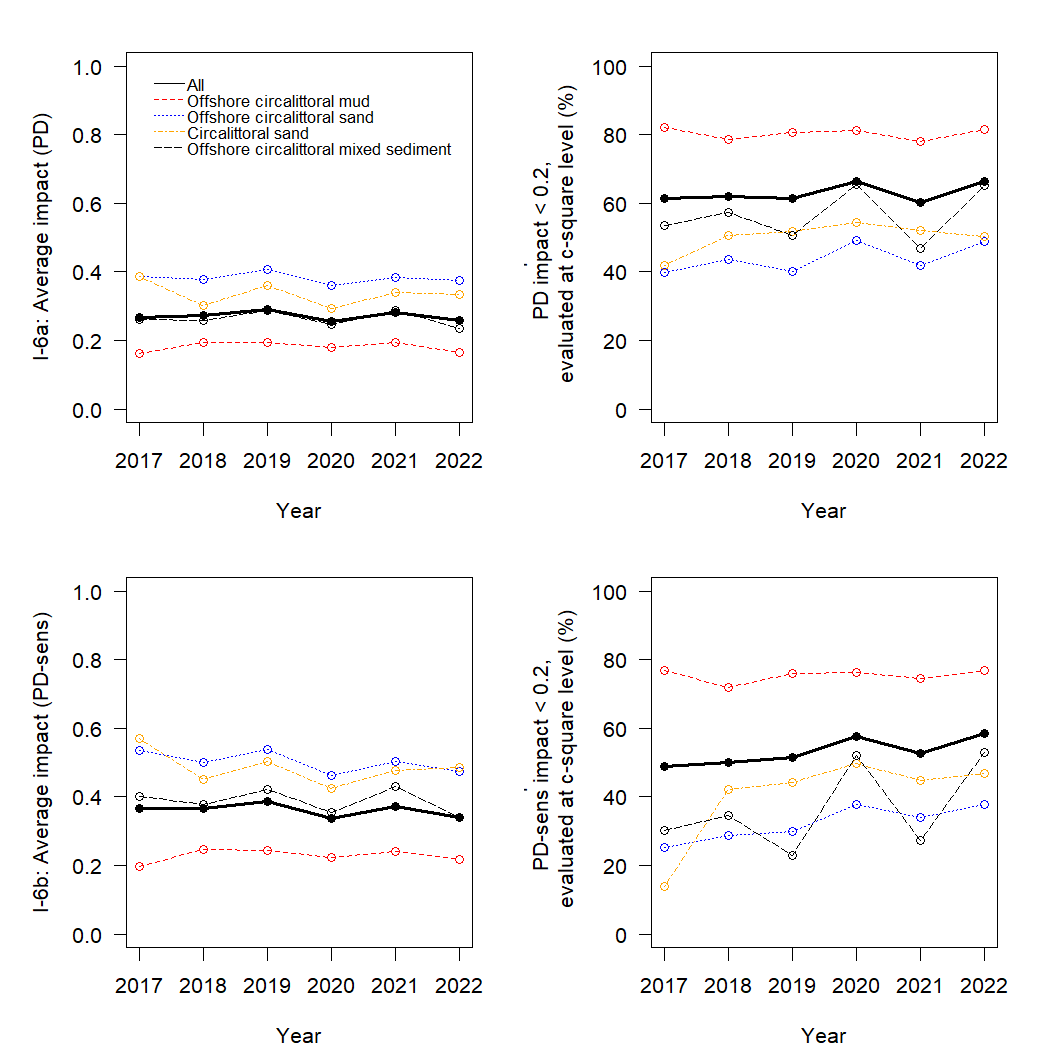 I-6a: Average impact (PD)
1.0
0.8
0.6
0.4
0.2
0.0
All
Offshore circalittoral mud
Offshore circalittoral sand
Circalittoral sand
Offshore circalittoral mixed sediment
2017 2018 2019 2020 2021 2022
Year
PD impact < 0.2,
evaluated at c-square level (%)
100
80
60
40
20
0
2017 2018 2019 2020 2021 2022
Year
I-6b: Average impact (PD-sens)
1.0
0.8
0.6
0.4
0.2
0.0
2017 2018 2019 2020 2021 2022
Year
PD-sens impact < 0.2,
evaluated at c-square level (%)
100
80
60
40
20
0
2017 2018 2019 2020 2021 2022
Year